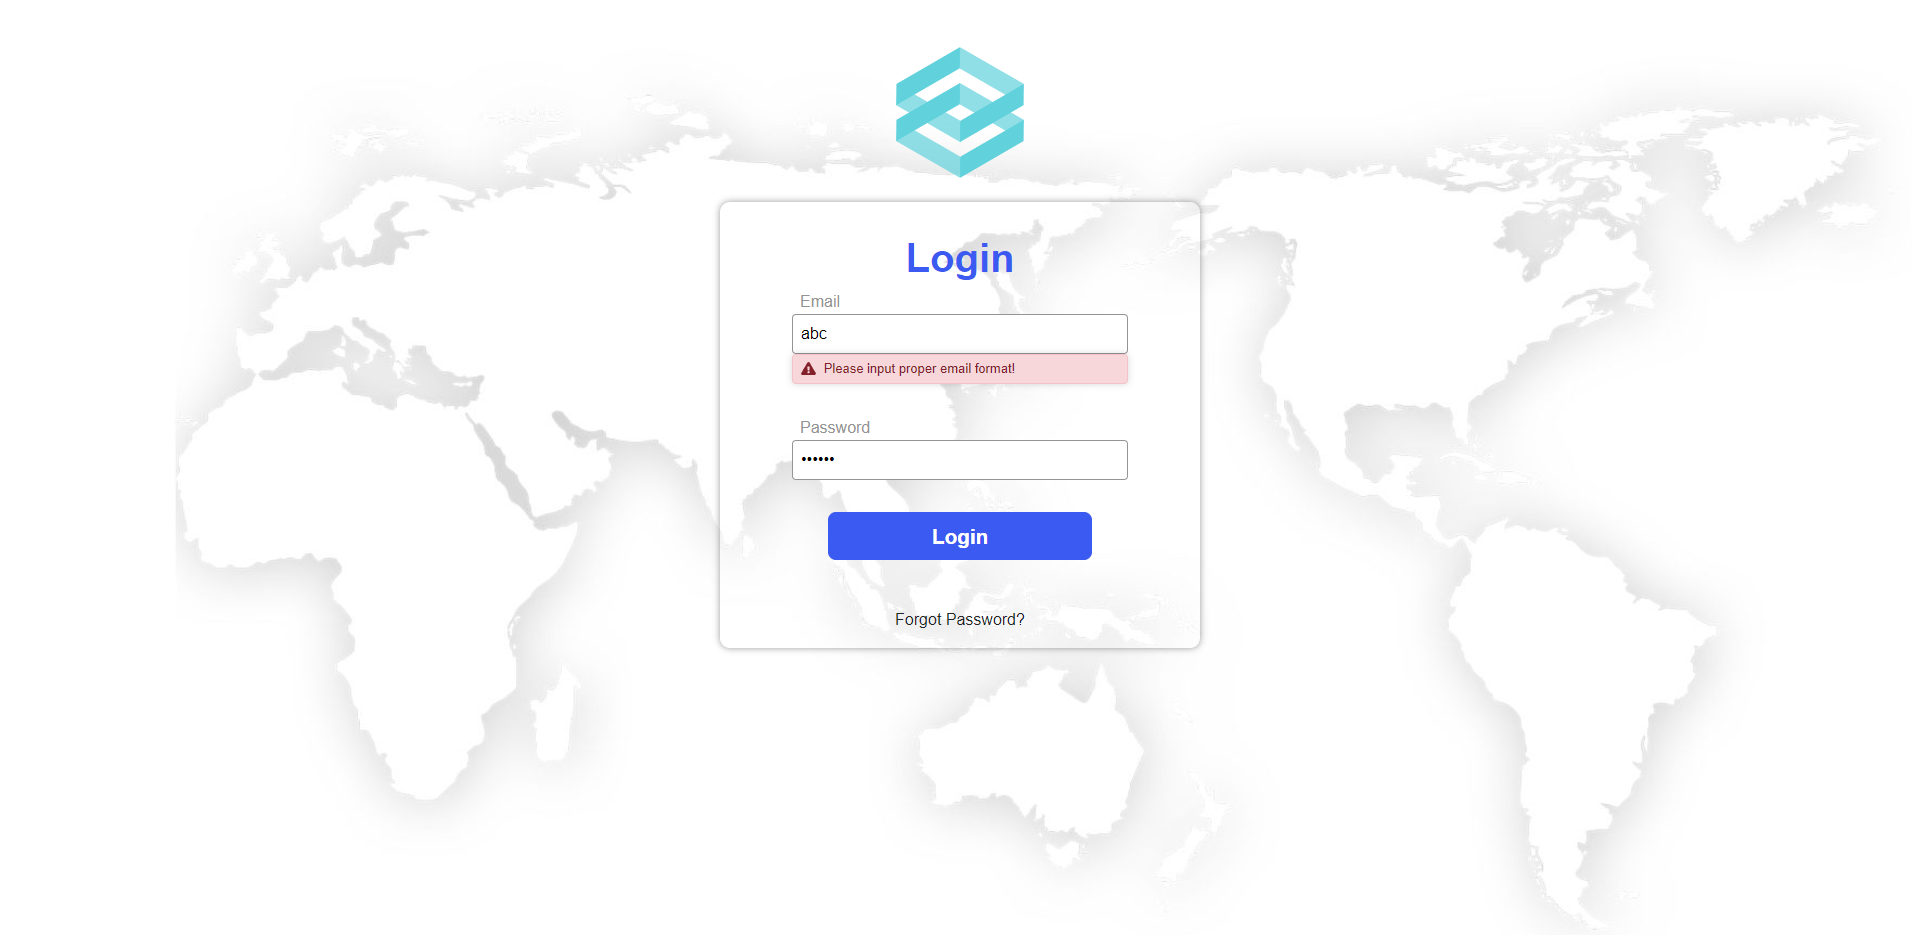 Login
Email
abc
Please input proper email format!
Password
••••••
Login
Forgot Password?